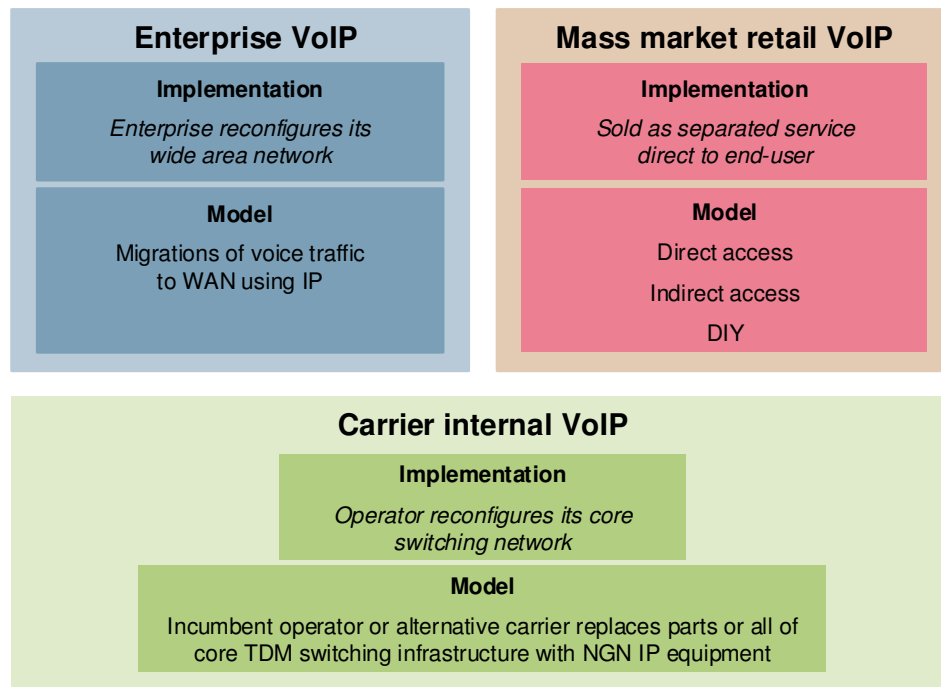 Enterprise VoIP
Implementation
Enterprise reconfigures its
wide area network
Model
Migrations of voice traffic
to WAN using IP
Mass market retail VoIP
Implementation
Sold as separated service
direct to end-user
Model
Direct access
Indirect access
DIY
Carrier internal VoIP
Implementation
Operator reconfigures its core
switching network
Model
Incumbent operator or alternative carrier replaces parts or all of
core TDM switching infrastructure with NGN IP equipment